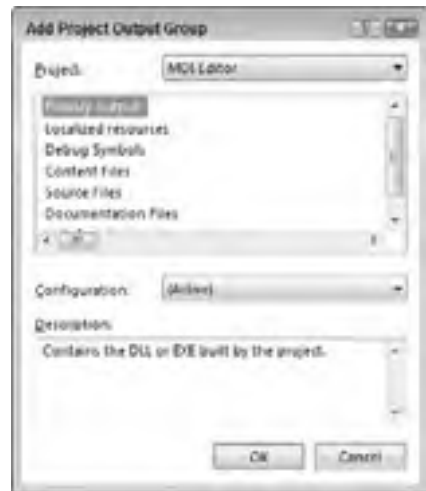 Add Project Output Group
Project: MDI Editor
Primary output
Localized resources
Debug Symbols
Content Files
Source Files
Documentation Files
Configuration: (Active)
Description:
Contains the DLL or EXE built by the project.
OK Cancel